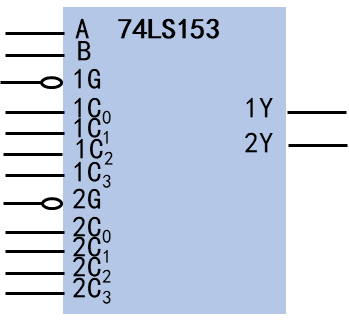 A 74LS153
B
1G
1C₀
1C₁
1C₂
1C₃
2G
2C₀
2C₁
2C₂
2C₃
1Y
2Y